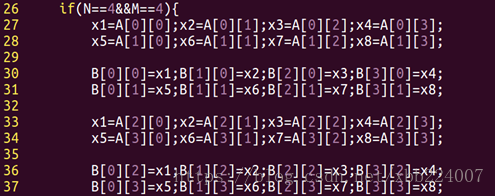 26 if(N==4&&M==4){
27 x1=A[0][0];x2=A[0][1];x3=A[0][2];x4=A[0][3];
28 x5=A[1][0];x6=A[1][1];x7=A[1][2];x8=A[1][3];
29
30 B[0][0]=x1;B[1][0]=x2;B[2][0]=x3;B[3][0]=x4;
31 B[0][1]=x5;B[1][1]=x6;B[2][1]=x7;B[3][1]=x8;
32
33 x1=A[2][0];x2=A[2][1];x3=A[2][2];x4=A[2][3];
34 x5=A[3][0];x6=A[3][1];x7=A[3][2];x8=A[3][3];
35
36 B[0][2]=x1;B[1][2]=x2;B[2][2]=x3;B[3][2]=x4;
37 B[0][3]=x5;B[1][3]=x6;B[2][3]=x7;B[3][3]=x8;